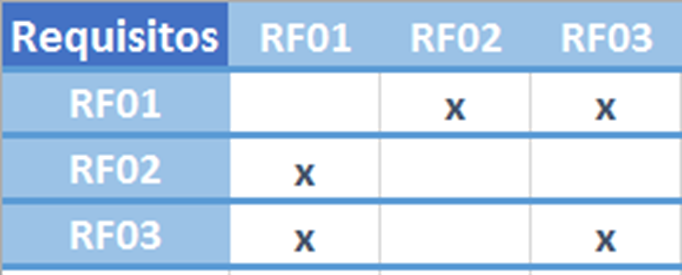 Requisitos RF01 RF02 RF03
RF01 x x
RF02 x
RF03 x x